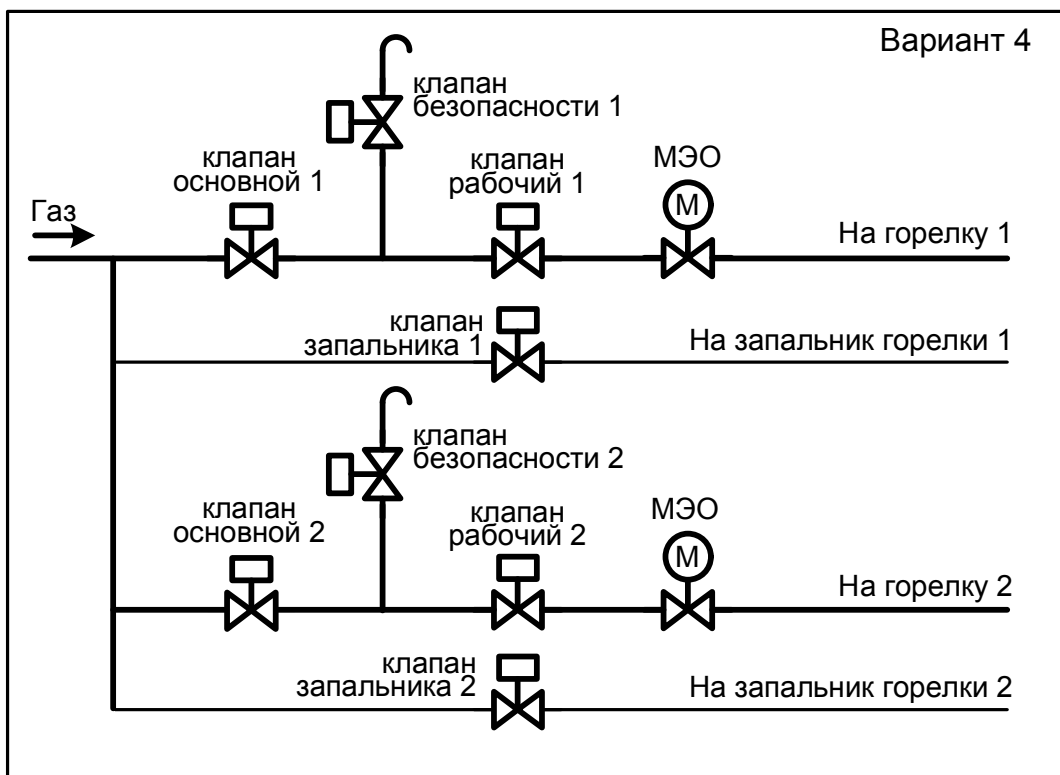 Вариант 4
клапан
безопасности 1
клапан
основной 1
клапан
рабочий 1
МЭО
Газ
М
На горелку 1
клапан
запальника 1
На запальник горелки 1
клапан
безопасности 2
клапан
основной 2
клапан
рабочий 2
МЭО
М
На горелку 2
клапан
запальника 2
На запальник горелки 2